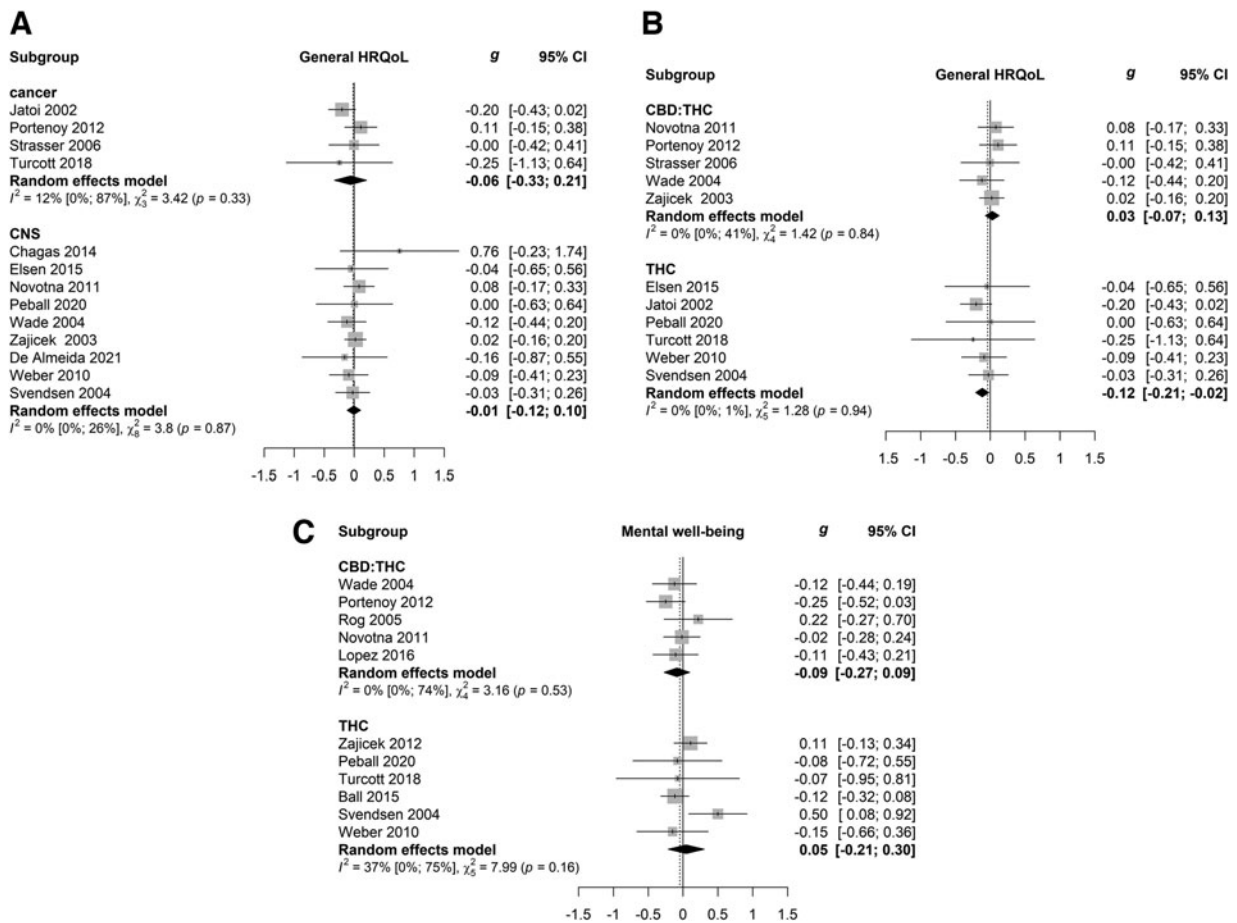 A
Subgroup General HRQoL g 95% CI
cancer
Jatoi 2002 -0.20 [-0.43; 0.02]
Portenoy 2012 0.11 [-0.15; 0.38]
Strasser 2006 -0.00 [-0.42; 0.41]
Turcott 2018 -0.25 [-1.13; 0.64]
Random effects model -0.06 [-0.33; 0.21]
I² = 12% [0%; 87%], χ²₃ = 3.42 (p = 0.33)
CNS
Chagas 2014 0.76 [-0.23; 1.74]
Elsen 2015 -0.04 [-0.65; 0.56]
Novotna 2011 0.08 [-0.17; 0.33]
Peball 2020 0.00 [-0.63; 0.64]
Wade 2004 -0.12 [-0.44; 0.20]
Zajicek 2003 0.02 [-0.16; 0.20]
De Almeida 2021 -0.16 [-0.87; 0.55]
Weber 2010 -0.09 [-0.41; 0.23]
Svendsen 2004 -0.03 [-0.31; 0.26]
Random effects model -0.01 [-0.12; 0.10]
I² = 0% [0%; 26%], χ²₈ = 3.8 (p = 0.87)
-1.5 -1 -0.5 0 0.5 1 1.5
B
Subgroup General HRQoL g 95% CI
CBD:THC
Novotna 2011 0.08 [-0.17; 0.33]
Portenoy 2012 0.11 [-0.15; 0.38]
Strasser 2006 -0.00 [-0.42; 0.41]
Wade 2004 -0.12 [-0.44; 0.20]
Zajicek 2003 0.02 [-0.16; 0.20]
Random effects model 0.03 [-0.07; 0.13]
I² = 0% [0%; 41%], χ²₄ = 1.42 (p = 0.84)
THC
Elsen 2015 -0.04 [-0.65; 0.56]
Jatoi 2002 -0.20 [-0.43; 0.02]
Peball 2020 0.00 [-0.63; 0.64]
Turcott 2018 -0.25 [-1.13; 0.64]
Weber 2010 -0.09 [-0.41; 0.23]
Svendsen 2004 -0.03 [-0.31; 0.26]
Random effects model -0.12 [-0.21; -0.02]
I² = 0% [0%; 1%], χ²₅ = 1.28 (p = 0.94)
1.5 -1 -0.5 0 0.5 1 1.5
C
Subgroup Mental well-being g 95% CI
CBD:THC
Wade 2004 -0.12 [-0.44; 0.19]
Portenoy 2012 -0.25 [-0.52; 0.03]
Rog 2005 0.22 [-0.27; 0.70]
Novotna 2011 -0.02 [-0.28; 0.24]
Lopez 2016 -0.11 [-0.43; 0.21]
Random effects model -0.09 [-0.27; 0.09]
I² = 0% [0%; 74%], χ²₄ = 3.16 (p = 0.53)
THC
Zajicek 2012 0.11 [-0.13; 0.34]
Peball 2020 -0.08 [-0.72; 0.55]
Turcott 2018 -0.07 [-0.95; 0.81]
Ball 2015 -0.12 [-0.32; 0.08]
Svendsen 2004 0.50 [ 0.08; 0.92]
Weber 2010 -0.15 [-0.66; 0.36]
Random effects model 0.05 [-0.21; 0.30]
I² = 37% [0%; 75%], χ²₅ = 7.99 (p = 0.16)
-1.5 -1 -0.5 0 0.5 1 1.5